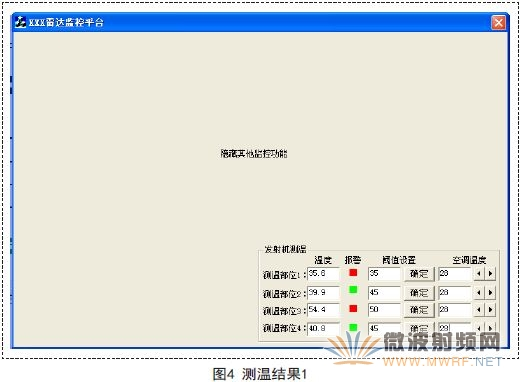 XXX雷达监控平台
隐藏其他监控功能
发射机测温
温度 报警 阈值设置 空调温度
测温部位1: 35.6 35 确定 28
测温部位2: 39.9 45 确定 28
测温部位3: 54.4 50 确定 28
测温部位4: 40.8 45 确定 28
微波射频网
WWW.MWRF.NET
图4 测温结果1